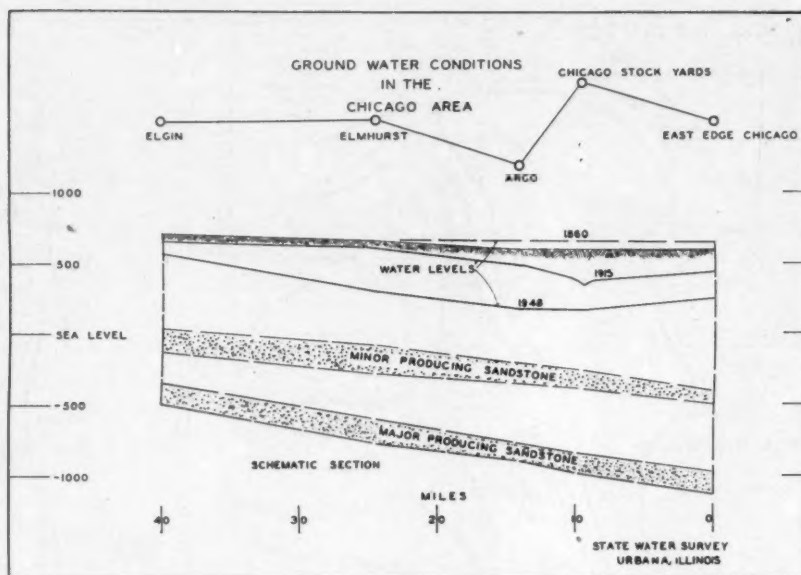 GROUND WATER CONDITIONS
IN THE
CHICAGO AREA
CHICAGO STOCK YARDS
ELGIN
ELMHURST
EAST EDGE CHICAGO
ARGO
1000
1860
500
WATER LEVELS
1915
1948
SEA LEVEL
MINOR PRODUCING SANDSTONE
-500
MAJOR PRODUCING SANDSTONE
SCHEMATIC SECTION
-1000
MILES
40
30
20
10
0
STATE WATER SURVEY
URBANA, ILLINOIS